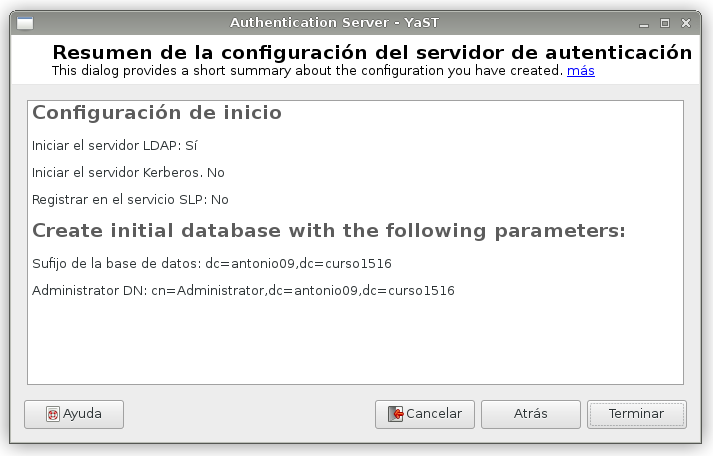 Authentication Server - YaST
Resumen de la configuración del servidor de autenticación
This dialog provides a short summary about the configuration you have created. más
Configuración de inicio
Iniciar el servidor LDAP: Sí
Iniciar el servidor Kerberos. No
Registrar en el servicio SLP: No
Create initial database with the following parameters:
Sufijo de la base de datos: dc=antonio09,dc=curso1516
Administrator DN: cn=Administrator,dc=antonio09,dc=curso1516
Ayuda
Cancelar
Atrás
Terminar